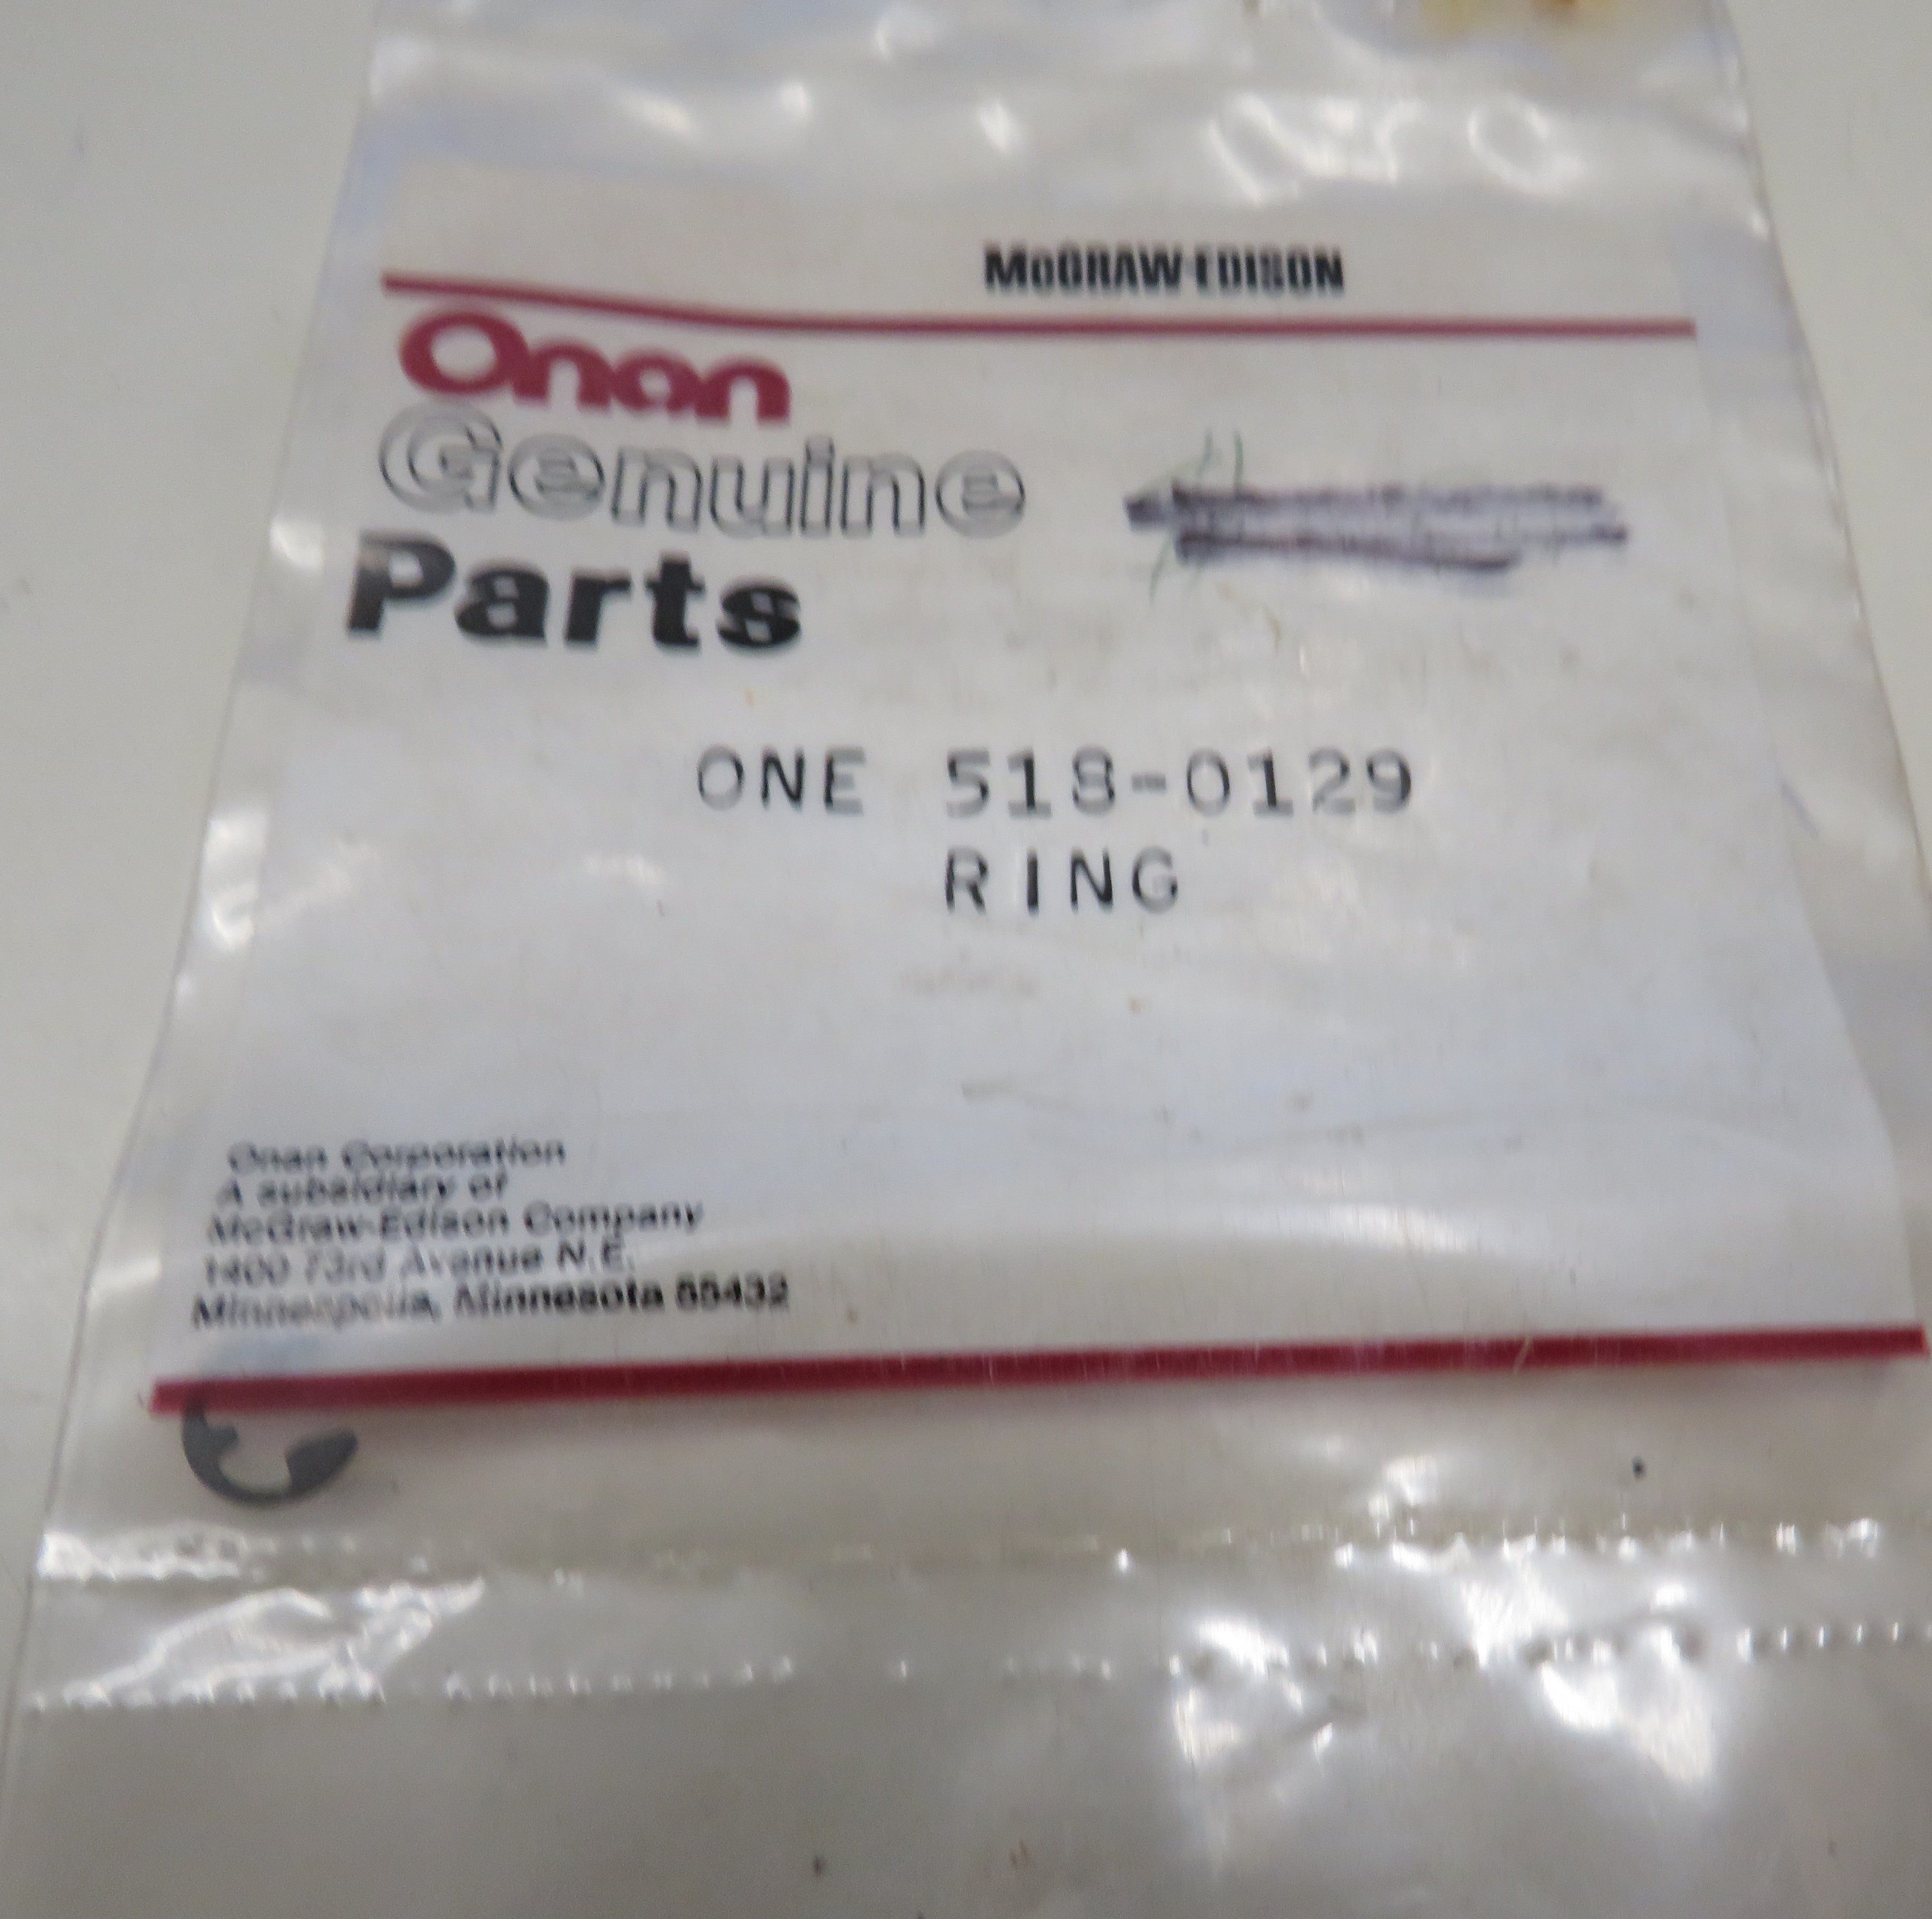 McGRAW-EDISON
Onan
Genuine
Parts
ONE 518-0129
RING
Onan Corporation
A subsidiary of
McGraw-Edison Company
1400 73rd Avenue N.E.
Minneapolis, Minnesota 55432